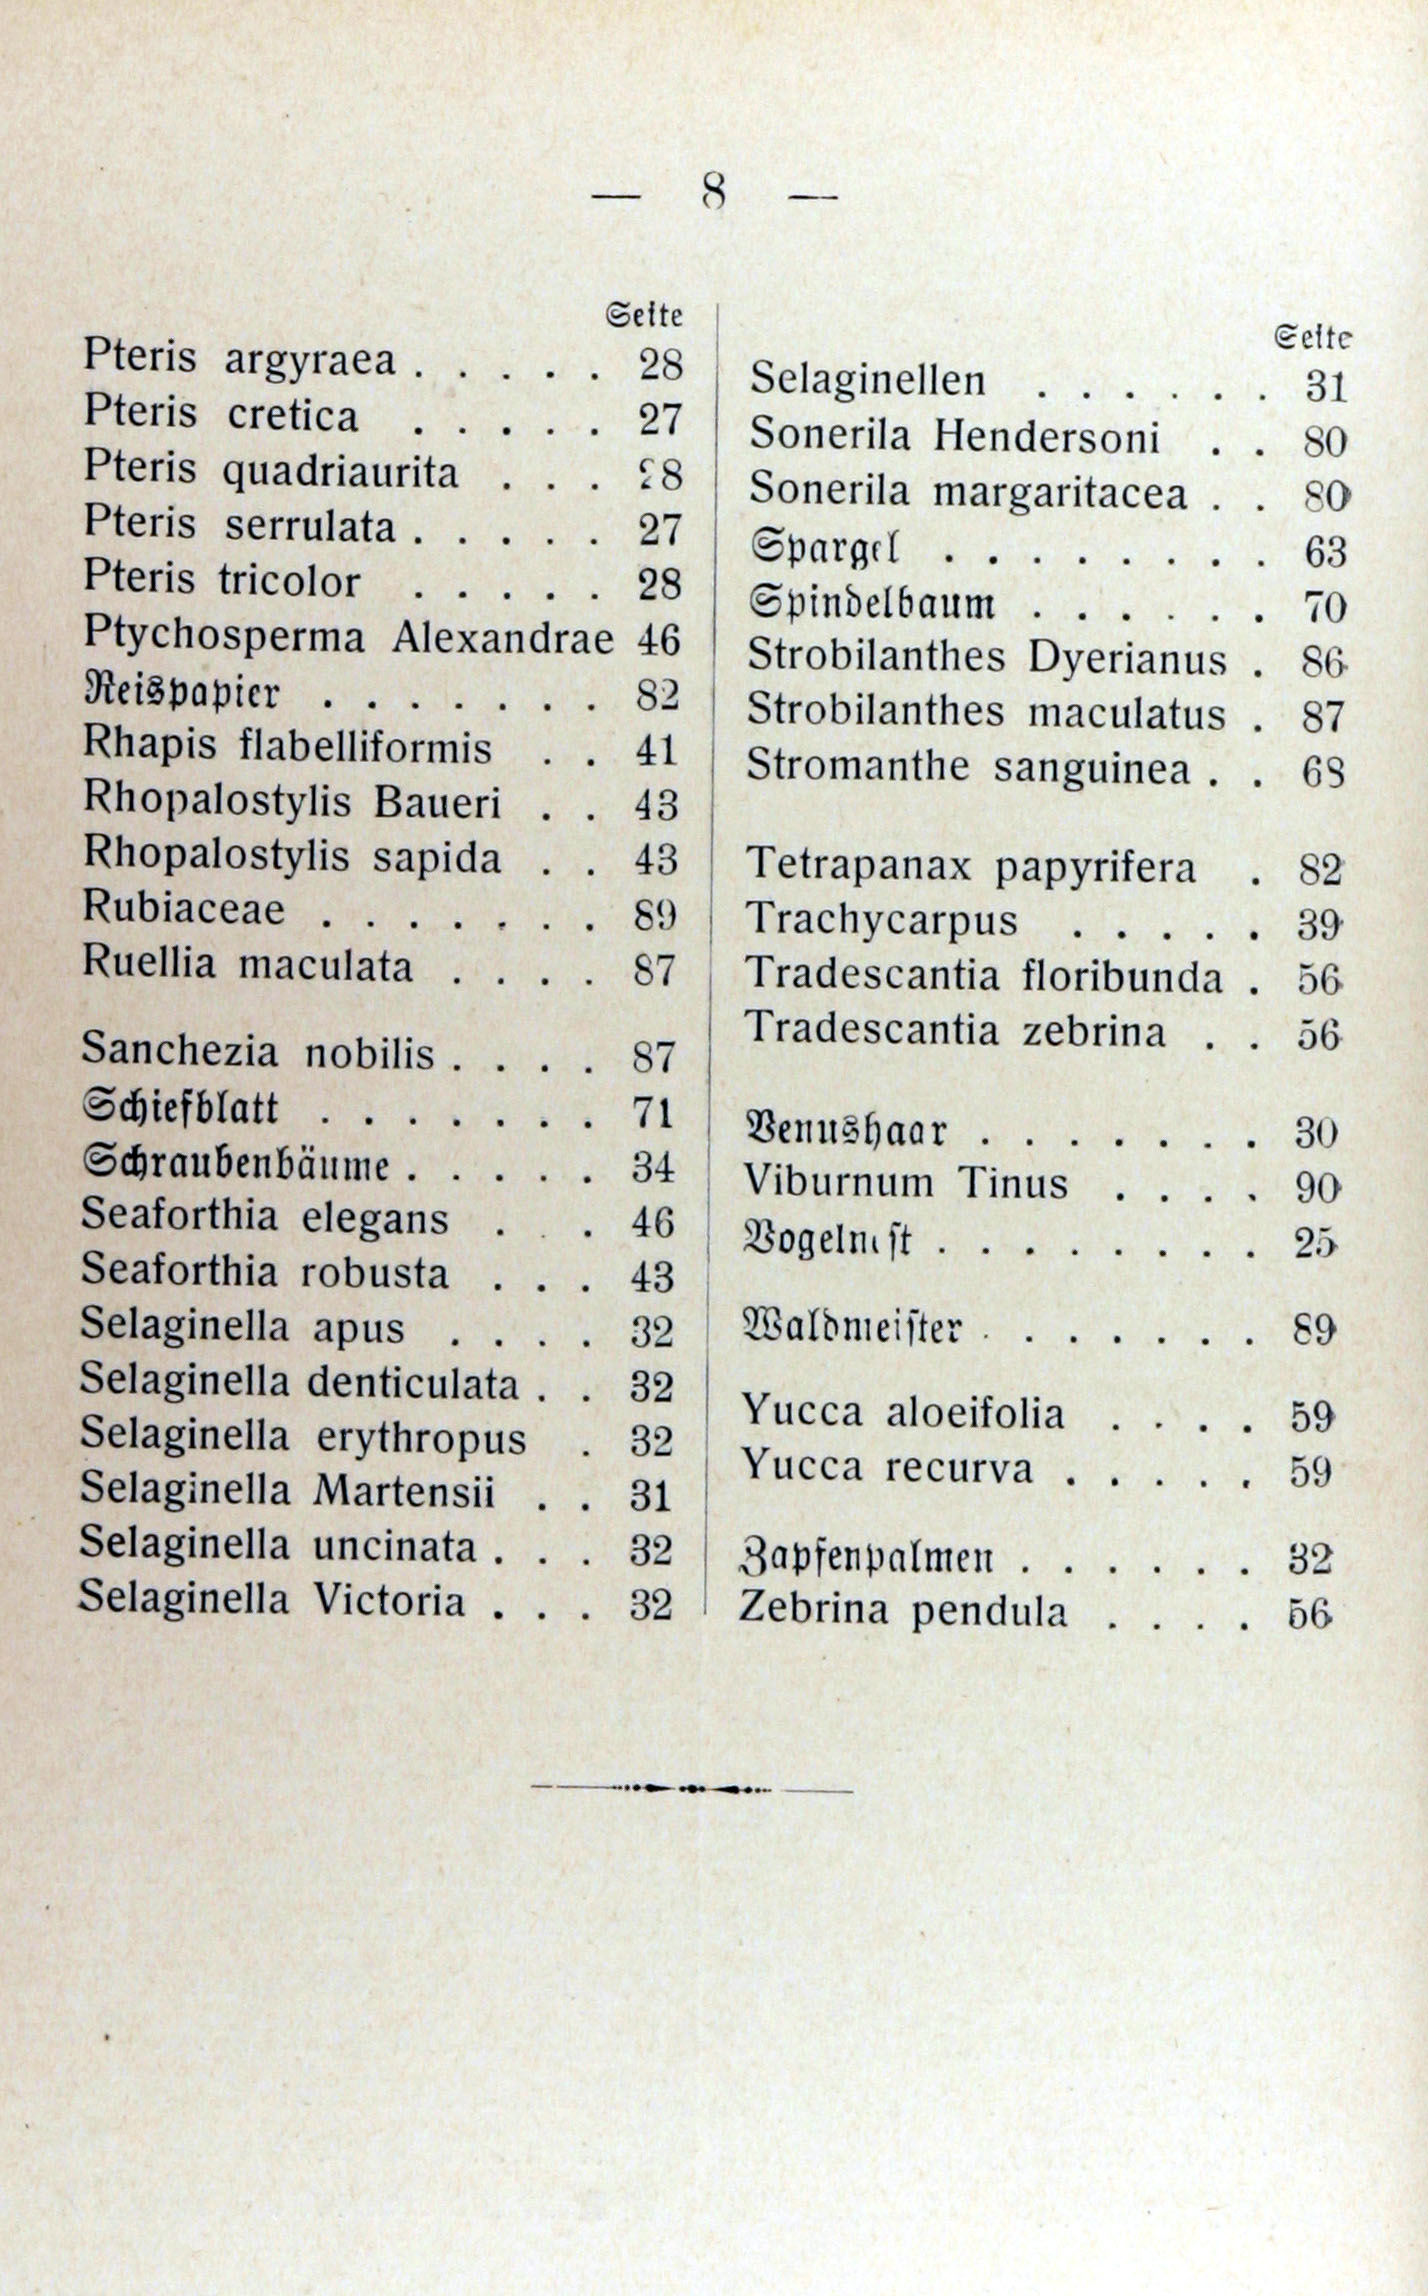 — 8 —
Seite
Pteris argyraea . . . . . 28
Pteris cretica . . . . . 27
Pteris quadriaurita . . . 28
Pteris serrulata . . . . . 27
Pteris tricolor . . . . . 28
Ptychosperma Alexandrae 46
Reispapier . . . . . . . 82
Rhapis flabelliformis . . 41
Rhopalostylis Baueri . . 43
Rhopalostylis sapida . . 43
Rubiaceae . . . . . . . 89
Ruellia maculata . . . . 87
Sanchezia nobilis . . . . 87
Schiefblatt . . . . . . . 71
Schraubenbäume . . . . . 34
Seaforthia elegans . . . 46
Seaforthia robusta . . . 43
Selaginella apus . . . . 32
Selaginella denticulata . . 32
Selaginella erythropus . 32
Selaginella Martensii . . 31
Selaginella uncinata . . . 32
Selaginella Victoria . . . 32
Seite
Selaginellen . . . . . . 31
Sonerila Hendersoni . . 80
Sonerila margaritacea . . 80
Spargel . . . . . . . . 63
Spindelbaum . . . . . . 70
Strobilanthes Dyerianus . 86
Strobilanthes maculatus . 87
Stromanthe sanguinea . . 68
Tetrapanax papyrifera . 82
Trachycarpus . . . . . 39
Tradescantia floribunda . 56
Tradescantia zebrina . . 56
Venushaar . . . . . . . 30
Viburnum Tinus . . . . 90
Vogelnest . . . . . . . . 25
Waldmeister . . . . . . . 89
Yucca aloeifolia . . . . 59
Yucca recurva . . . . . 59
Zapfenpalmen . . . . . . 32
Zebrina pendula . . . . 56